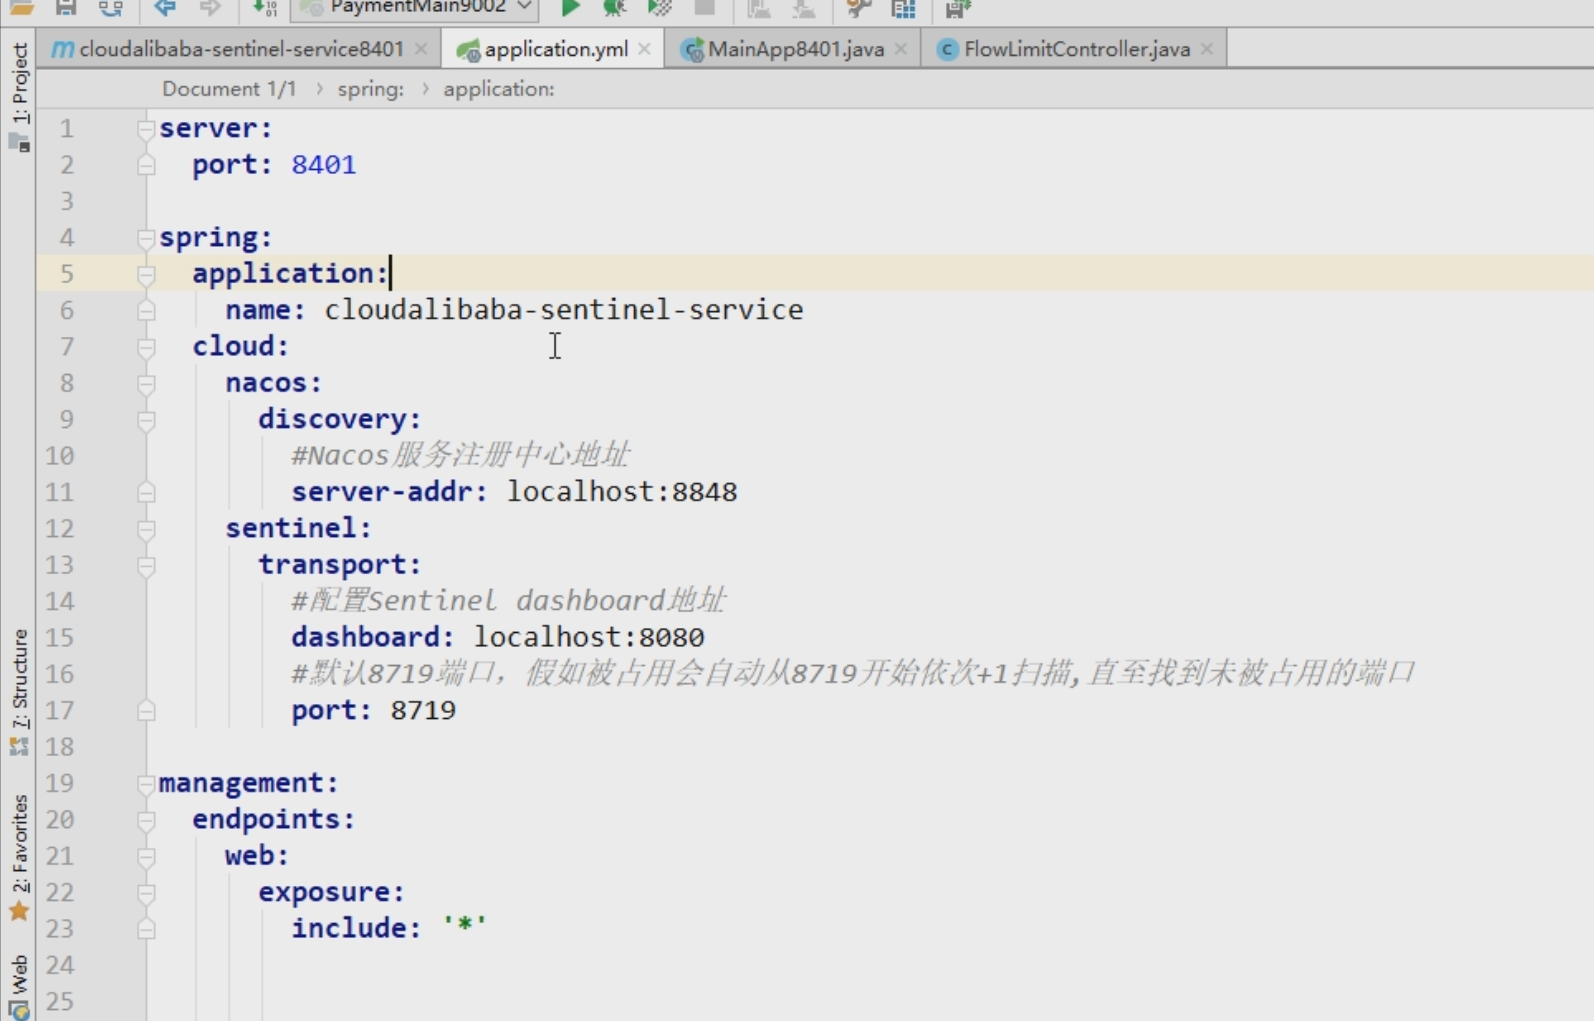 PaymentMain9002
cloudalibaba-sentinel-service8401
application.yml
MainApp8401.java
FlowLimitController.java
Document 1/1 › spring: › application:
1: Project
7: Structure
2: Favorites
Web
1 server:
2 port: 8401
3
4 spring:
5 application:
6 name: cloudalibaba-sentinel-service
7 cloud:
8 nacos:
9 discovery:
10 #Nacos服务注册中心地址
11 server-addr: localhost:8848
12 sentinel:
13 transport:
14 #配置Sentinel dashboard地址
15 dashboard: localhost:8080
16 #默认8719端口，假如被占用会自动从8719开始依次+1扫描,直至找到未被占用的端口
17 port: 8719
18
19 management:
20 endpoints:
21 web:
22 exposure:
23 include: '*'
24
25